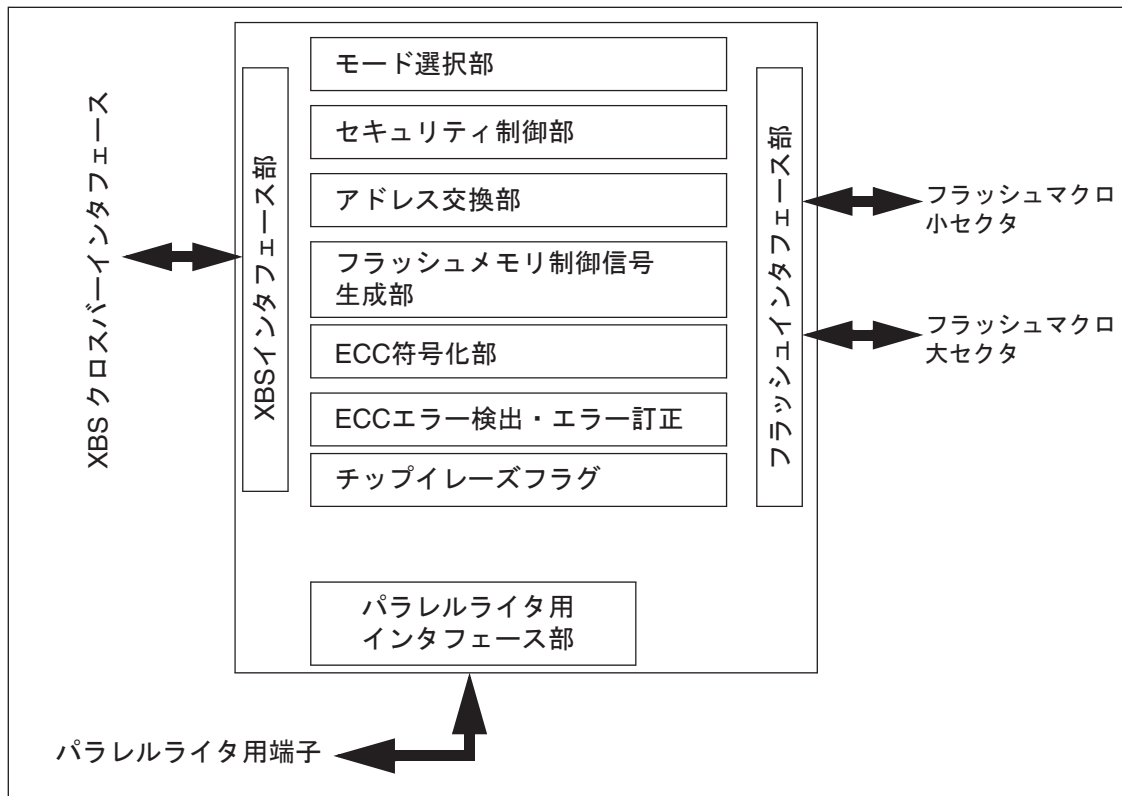 モード選択部
セキュリティ制御部
アドレス交換部
フラッシュメモリ制御信号
生成部
ECC符号化部
ECCエラー検出・エラー訂正
チップイレーズフラグ
XBS クロスバーインタフェース
XBSインタフェース部
フラッシュインタフェース部
フラッシュマクロ
小セクタ
フラッシュマクロ
大セクタ
パラレルライタ用
インタフェース部
パラレルライタ用端子